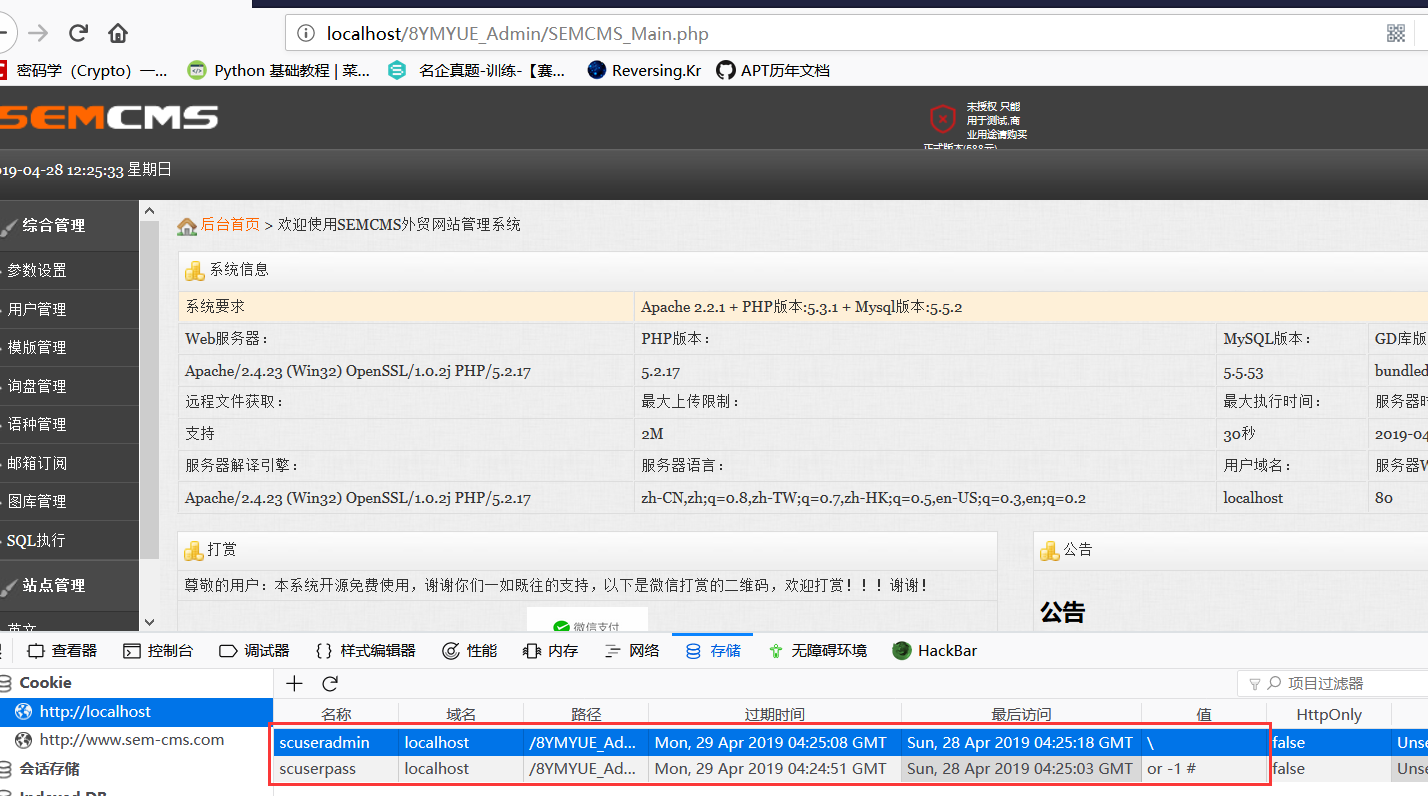 localhost/8YMYUE_Admin/SEMCMS_Main.php
密码学（Crypto）一... Python 基础教程 | 菜... 名企真题-训练-【赛... Reversing.Kr APT历年文档
SEMCMS
未授权 只能
用于测试,商
业用途请购买
正式版本(688元)
19-04-28 12:25:33 星期日
综合管理
参数设置
用户管理
模版管理
询盘管理
语种管理
邮箱订阅
图库管理
SQL执行
站点管理
英文
后台首页 > 欢迎使用SEMCMS外贸网站管理系统
系统信息
系统要求 Apache 2.2.1 + PHP版本:5.3.1 + Mysql版本:5.5.2
Web服务器： PHP版本： MySQL版本： GD库版
Apache/2.4.23 (Win32) OpenSSL/1.0.2j PHP/5.2.17 5.2.17 5.5.53 bundled
远程文件获取： 最大上传限制： 最大执行时间： 服务器时
支持 2M 30秒 2019-04
服务器解译引擎： 服务器语言： 用户域名： 服务器W
Apache/2.4.23 (Win32) OpenSSL/1.0.2j PHP/5.2.17 zh-CN,zh;q=0.8,zh-TW;q=0.7,zh-HK;q=0.5,en-US;q=0.3,en;q=0.2 localhost 80
打赏 公告
尊敬的用户：本系统开源免费使用，谢谢你们一如既往的支持，以下是微信打赏的二维码，欢迎打赏！！！谢谢！
微信支付
公告
查看器 控制台 调试器 {} 样式编辑器 性能 内存 网络 存储 无障碍环境 HackBar
Cookie
http://localhost
http://www.sem-cms.com
会话存储
Indexed DB
项目过滤器
名称 域名 路径 过期时间 最后访问 值 HttpOnly
scuseradmin localhost /8YMYUE_Ad... Mon, 29 Apr 2019 04:25:08 GMT Sun, 28 Apr 2019 04:25:18 GMT \ false Unse
scuserpass localhost /8YMYUE_Ad... Mon, 29 Apr 2019 04:24:51 GMT Sun, 28 Apr 2019 04:25:03 GMT or -1 # false Unse